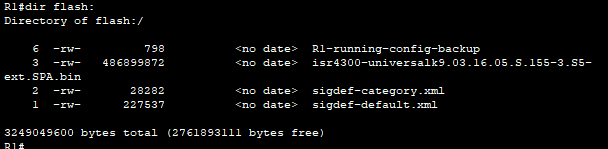 R1#dir flash:
Directory of flash:/
6 -rw- 798 <no date> R1-running-config-backup
3 -rw- 486899872 <no date> isr4300-universalk9.03.16.05.S.155-3.S5-
ext.SPA.bin
2 -rw- 28282 <no date> sigdef-category.xml
1 -rw- 227537 <no date> sigdef-default.xml
3249049600 bytes total (2761893111 bytes free)
R1#